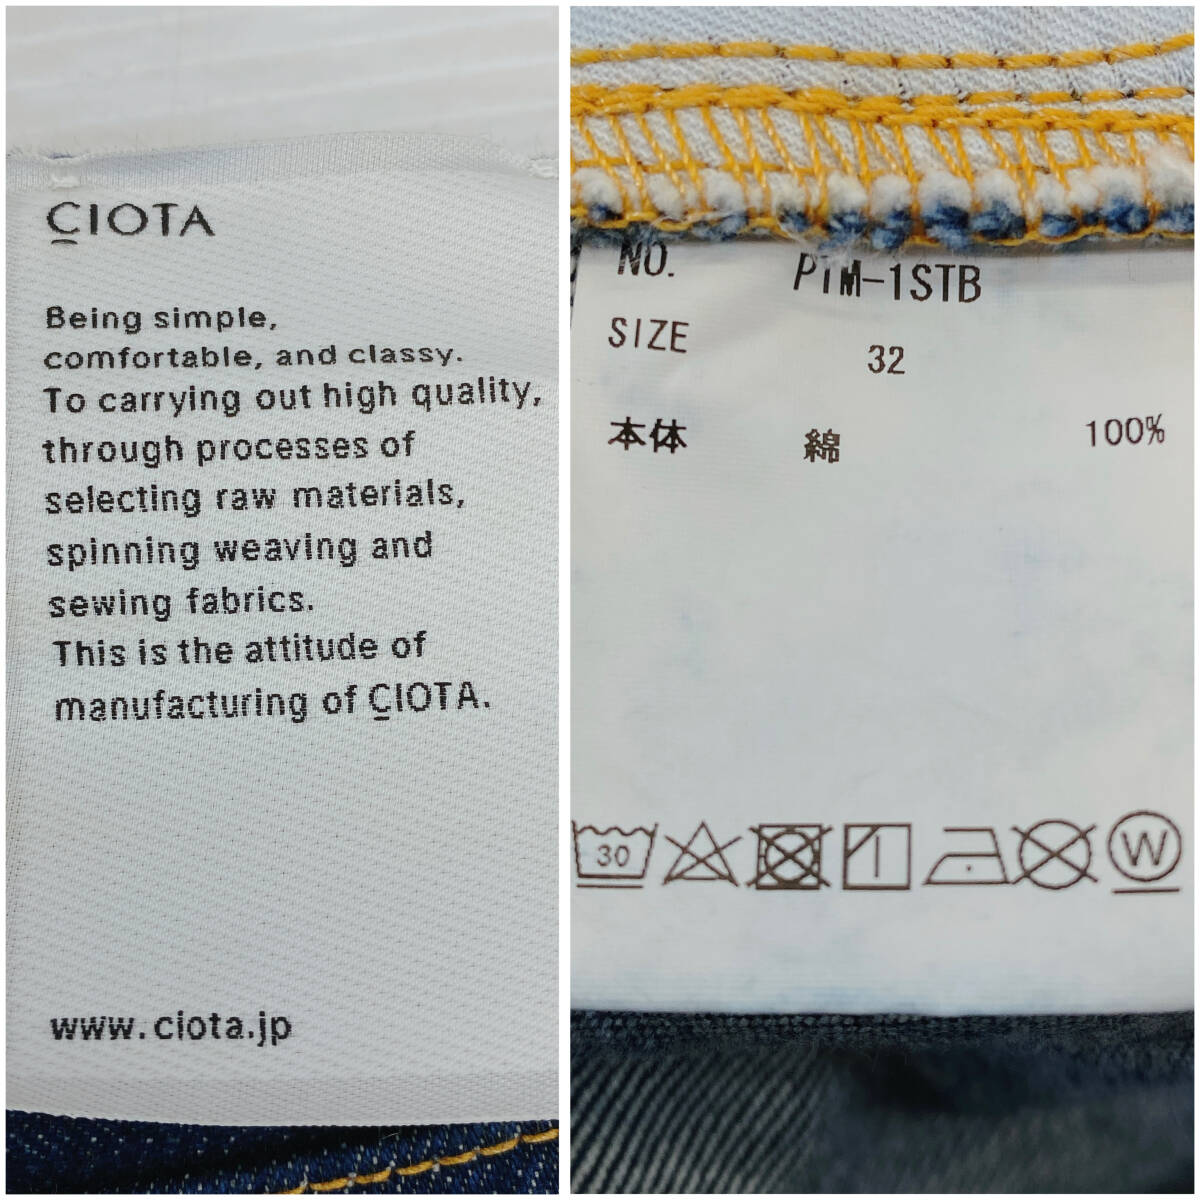 CIOTA
Being simple,
comfortable, and classy.
To carrying out high quality,
through processes of
selecting raw materials,
spinning weaving and
sewing fabrics.
This is the attitude of
manufacturing of CIOTA.
www.ciota.jp
NO. PTM-1STB
SIZE 32
本体 綿 100%
30
W